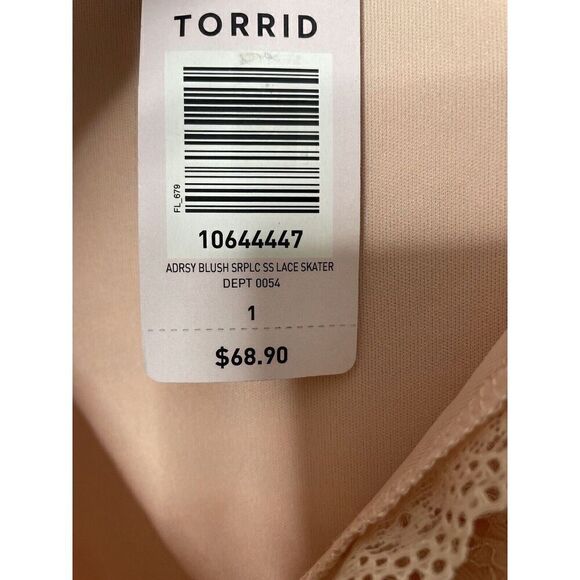 TORRID
FL_679
10644447
ADRSY BLUSH SRPLC SS LACE SKATER
DEPT 0054
1
$68.90